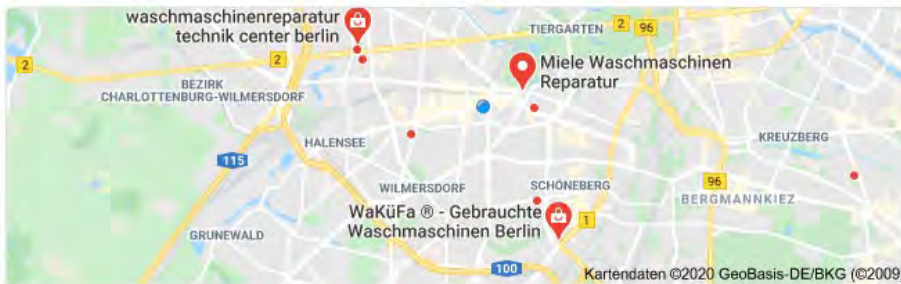 waschmaschinenreparatur
technik center berlin
TIERGARTEN
2
96
2
2
Miele Waschmaschinen
Reparatur
BEZIRK
CHARLOTTENBURG-WILMERSDORF
HALENSEE
KREUZBERG
115
WILMERSDORF
SCHÖNEBERG
96
BERGMANNKIEZ
WaKüFa ® - Gebrauchte
Waschmaschinen Berlin
1
GRUNEWALD
100
Kartendaten ©2020 GeoBasis-DE/BKG (©2009